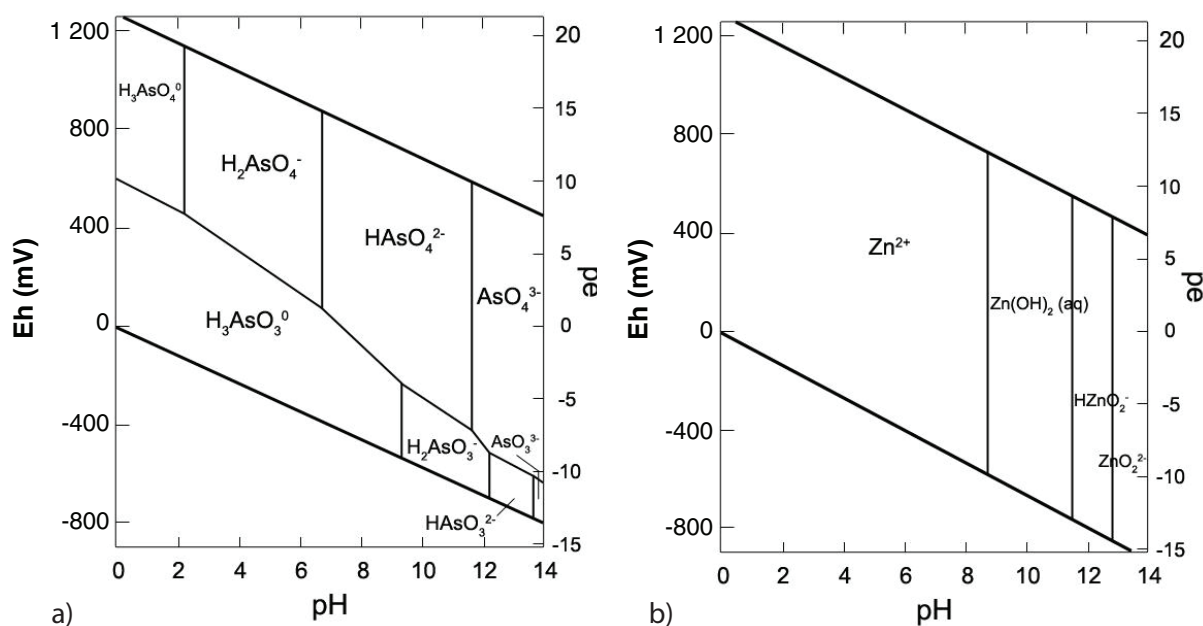 1 200
800
400
0
-400
-800
Eh (mV)
H₃AsO₄⁰
H₂AsO₄⁻
HAsO₄²⁻
AsO₄³⁻
H₃AsO₃⁰
H₂AsO₃⁻
AsO₃³⁻
HAsO₃²⁻
20
15
10
5
0
-5
-10
-15
pe
0 2 4 6 8 10 12 14
pH
a)
1 200
800
400
0
-400
-800
Eh (mV)
Zn²⁺
Zn(OH)₂ (aq)
HZnO₂⁻
ZnO₂²⁻
20
15
10
5
0
-5
-10
-15
pe
0 2 4 6 8 10 12 14
pH
b)